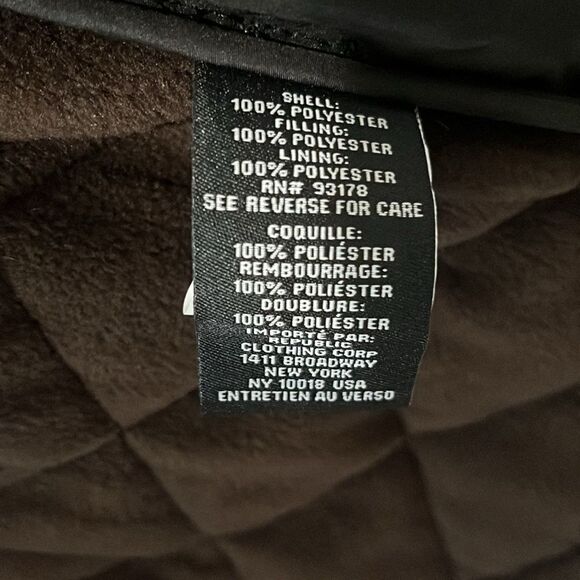 SHELL:
100% POLYESTER
FILLING:
100% POLYESTER
LINING:
100% POLYESTER
RN# 93178
SEE REVERSE FOR CARE
COQUILLE:
100% POLIÉSTER
REMBOURRAGE:
100% POLIÉSTER
DOUBLURE:
100% POLIÉSTER
IMPORTÉ PAR:
REPUBLIC
CLOTHING CORP
1411 BROADWAY
NEW YORK
NY 10018 USA
ENTRETIEN AU VERSO